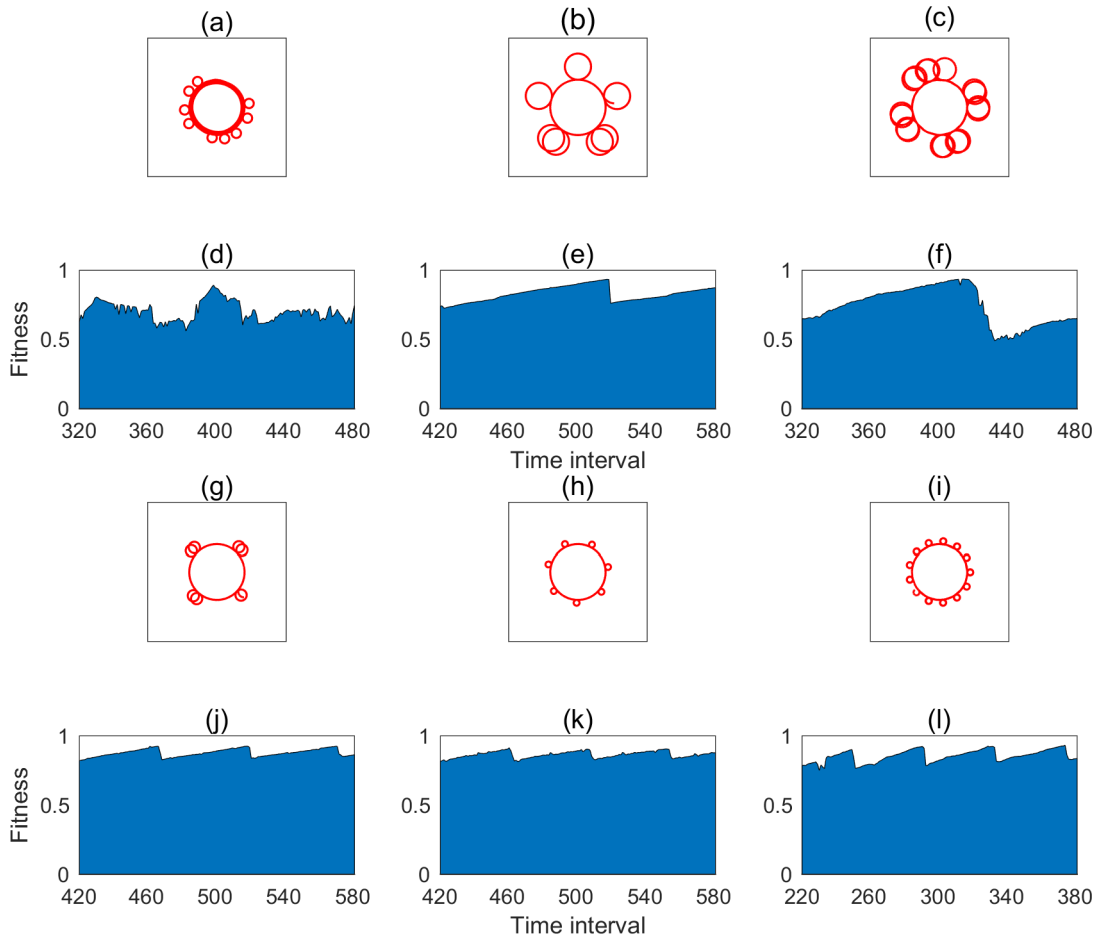 (a) (b) (c)
(d) (e) (f)
1 1 1
Fitness
0.5 0.5 0.5
0 0 0
320 360 400 440 480 420 460 500 540 580 320 360 400 440 480
Time interval
(g) (h) (i)
(j) (k) (l)
1 1 1
Fitness
0.5 0.5 0.5
0 0 0
420 460 500 540 580 420 460 500 540 580 220 260 300 340 380
Time interval